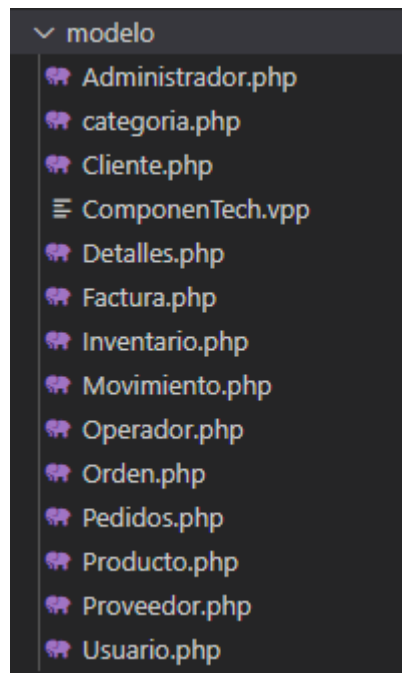 modelo
Administrador.php
categoria.php
Cliente.php
ComponenTech.vpp
Detalles.php
Factura.php
Inventario.php
Movimiento.php
Operador.php
Orden.php
Pedidos.php
Producto.php
Proveedor.php
Usuario.php